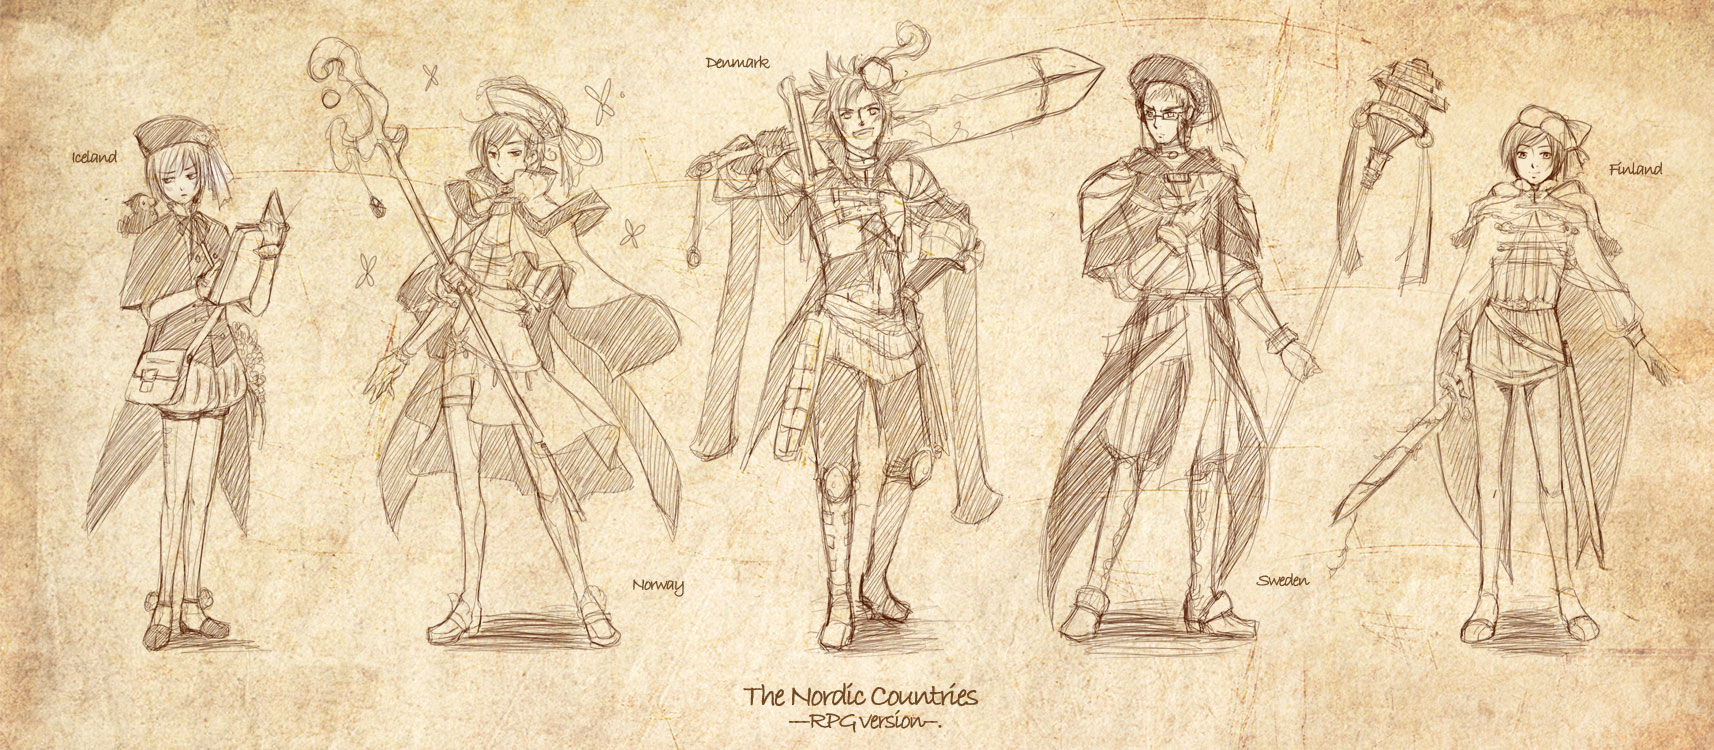 Iceland
Norway
Denmark
Sweden
Finland
The Nordic Countries
—RPG version—.